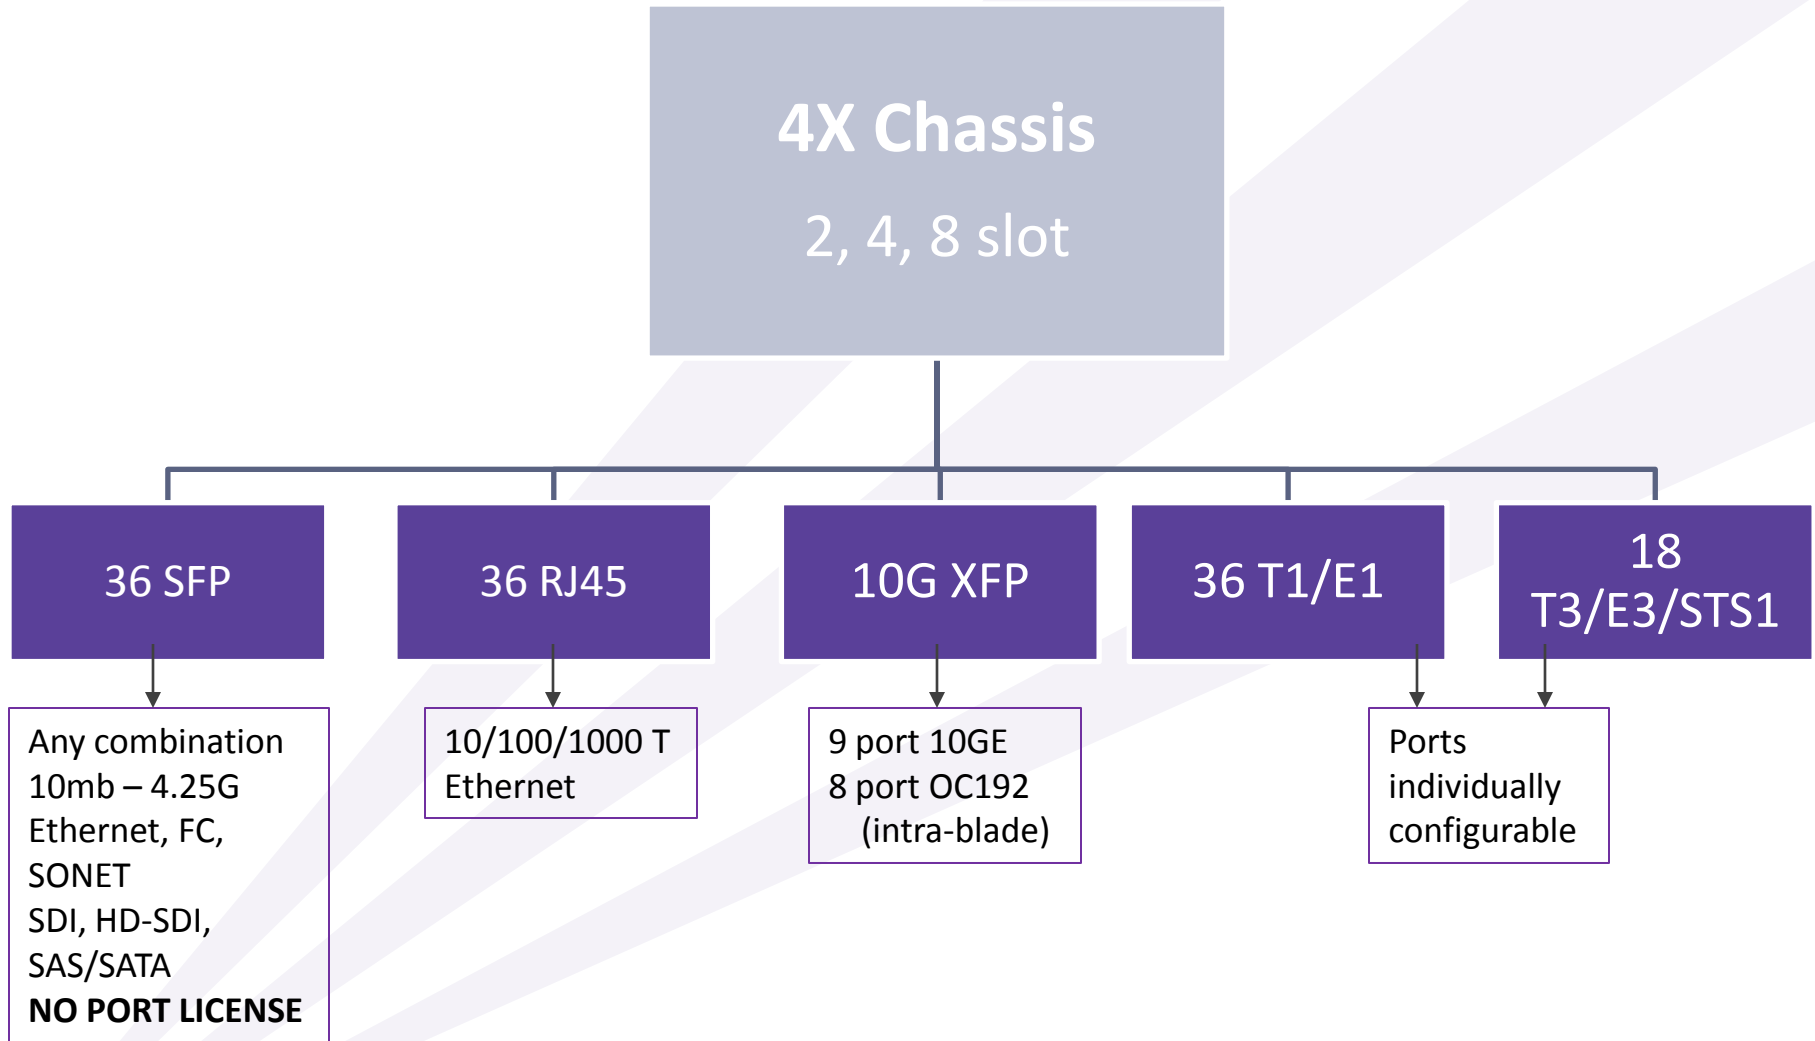 4X Chassis
2, 4, 8 slot
36 SFP
36 RJ45
10G XFP
36 T1/E1
18
T3/E3/STS1
Any combination
10mb – 4.25G
Ethernet, FC,
SONET
SDI, HD-SDI,
SAS/SATA
NO PORT LICENSE
10/100/1000 T
Ethernet
9 port 10GE
8 port OC192
(intra-blade)
Ports
individually
configurable